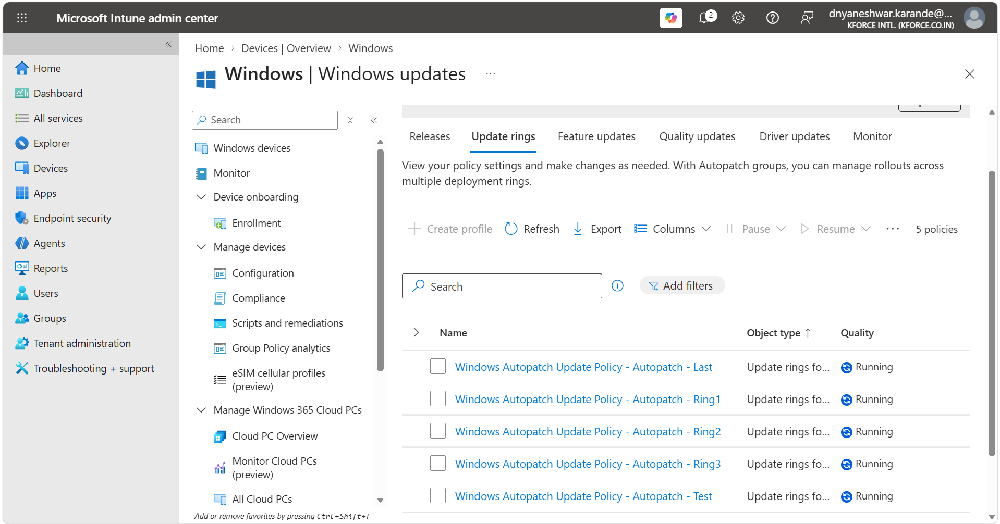 Microsoft Intune admin center
2
dnyaneshwar.karande@...
KFORCE INTL. (KFORCE.CO.IN)
Home
Dashboard
All services
Explorer
Devices
Apps
Endpoint security
Agents
Reports
Users
Groups
Tenant administration
Troubleshooting + support
Home > Devices | Overview > Windows
Windows | Windows updates
Search
Windows devices
Monitor
Device onboarding
Enrollment
Manage devices
Configuration
Compliance
Scripts and remediations
Group Policy analytics
eSIM cellular profiles
(preview)
Manage Windows 365 Cloud PCs
Cloud PC Overview
Monitor Cloud PCs
(preview)
All Cloud PCs
Add or remove favorites by pressing Ctrl+Shift+F
Releases Update rings Feature updates Quality updates Driver updates Monitor
View your policy settings and make changes as needed. With Autopatch groups, you can manage rollouts across
multiple deployment rings.
Create profile Refresh Export Columns Pause Resume ... 5 policies
Search Add filters
Name Object type ↑ Quality
Windows Autopatch Update Policy - Autopatch - Last Update rings fo... Running
Windows Autopatch Update Policy - Autopatch - Ring1 Update rings fo... Running
Windows Autopatch Update Policy - Autopatch - Ring2 Update rings fo... Running
Windows Autopatch Update Policy - Autopatch - Ring3 Update rings fo... Running
Windows Autopatch Update Policy - Autopatch - Test Update rings fo... Running